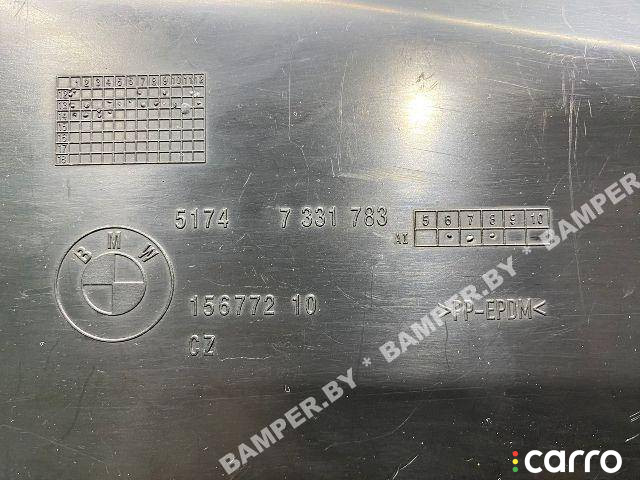 1 2 3 4 5 6 7 8 9 10 11 12
12
13
14
15
16
17
18
5174 7 331 783
5 6 7 8 9 10
AI
BMW
156772 10
CZ
>PP-EPDM<
BAMPER.BY * BAMPER.BY * BAMPER.BY
carro